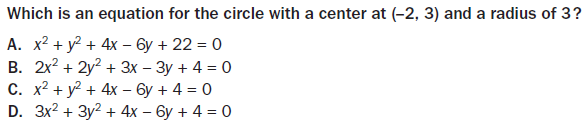 Which is an equation for the circle with a center at (–2, 3) and a radius of 3?
A. x² + y² + 4x – 6y + 22 = 0
B. 2x² + 2y² + 3x – 3y + 4 = 0
C. x² + y² + 4x – 6y + 4 = 0
D. 3x² + 3y² + 4x – 6y + 4 = 0